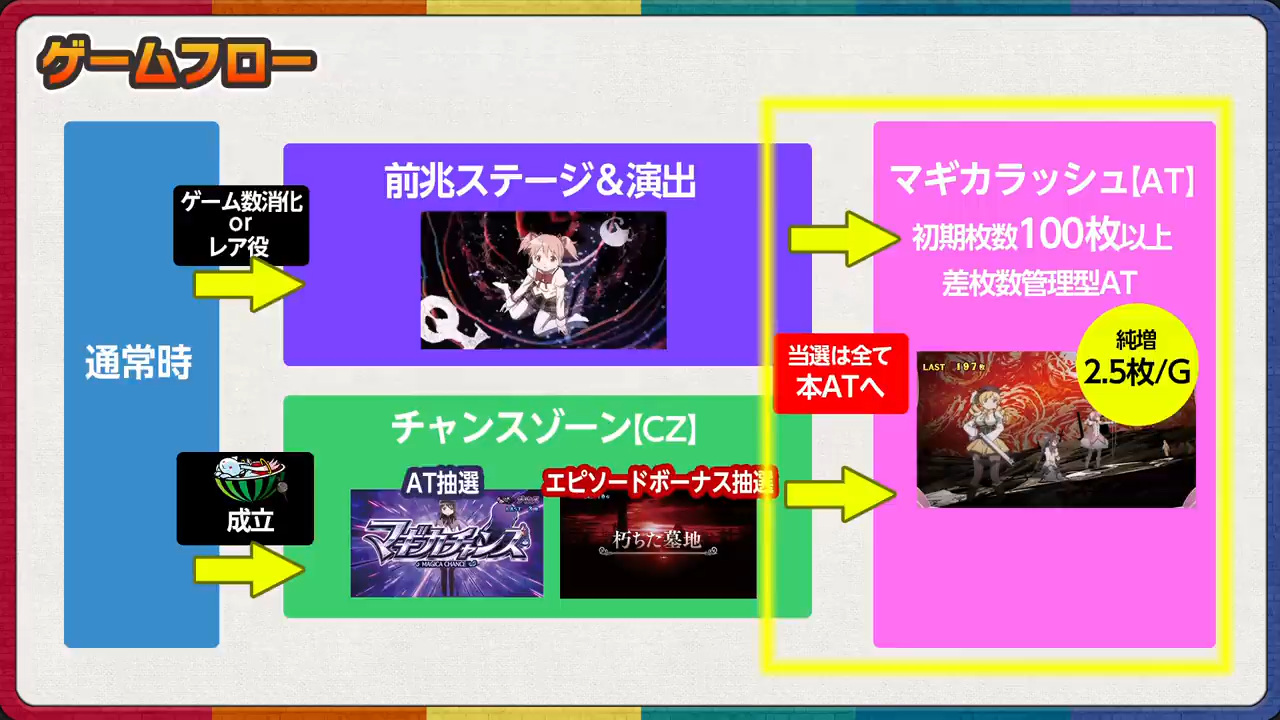 ゲームフロー
通常時
ゲーム数消化
or
レア役
前兆ステージ&演出
成立
チャンスゾーン【CZ】
AT抽選
マギカチャンス
MAGICA CHANCE
エピソードボーナス抽選
朽ちた墓地
当選は全て
本ATへ
マギカラッシュ【AT】
初期枚数100枚以上
差枚数管理型AT
純増
2.5枚/G
LAST 197枚